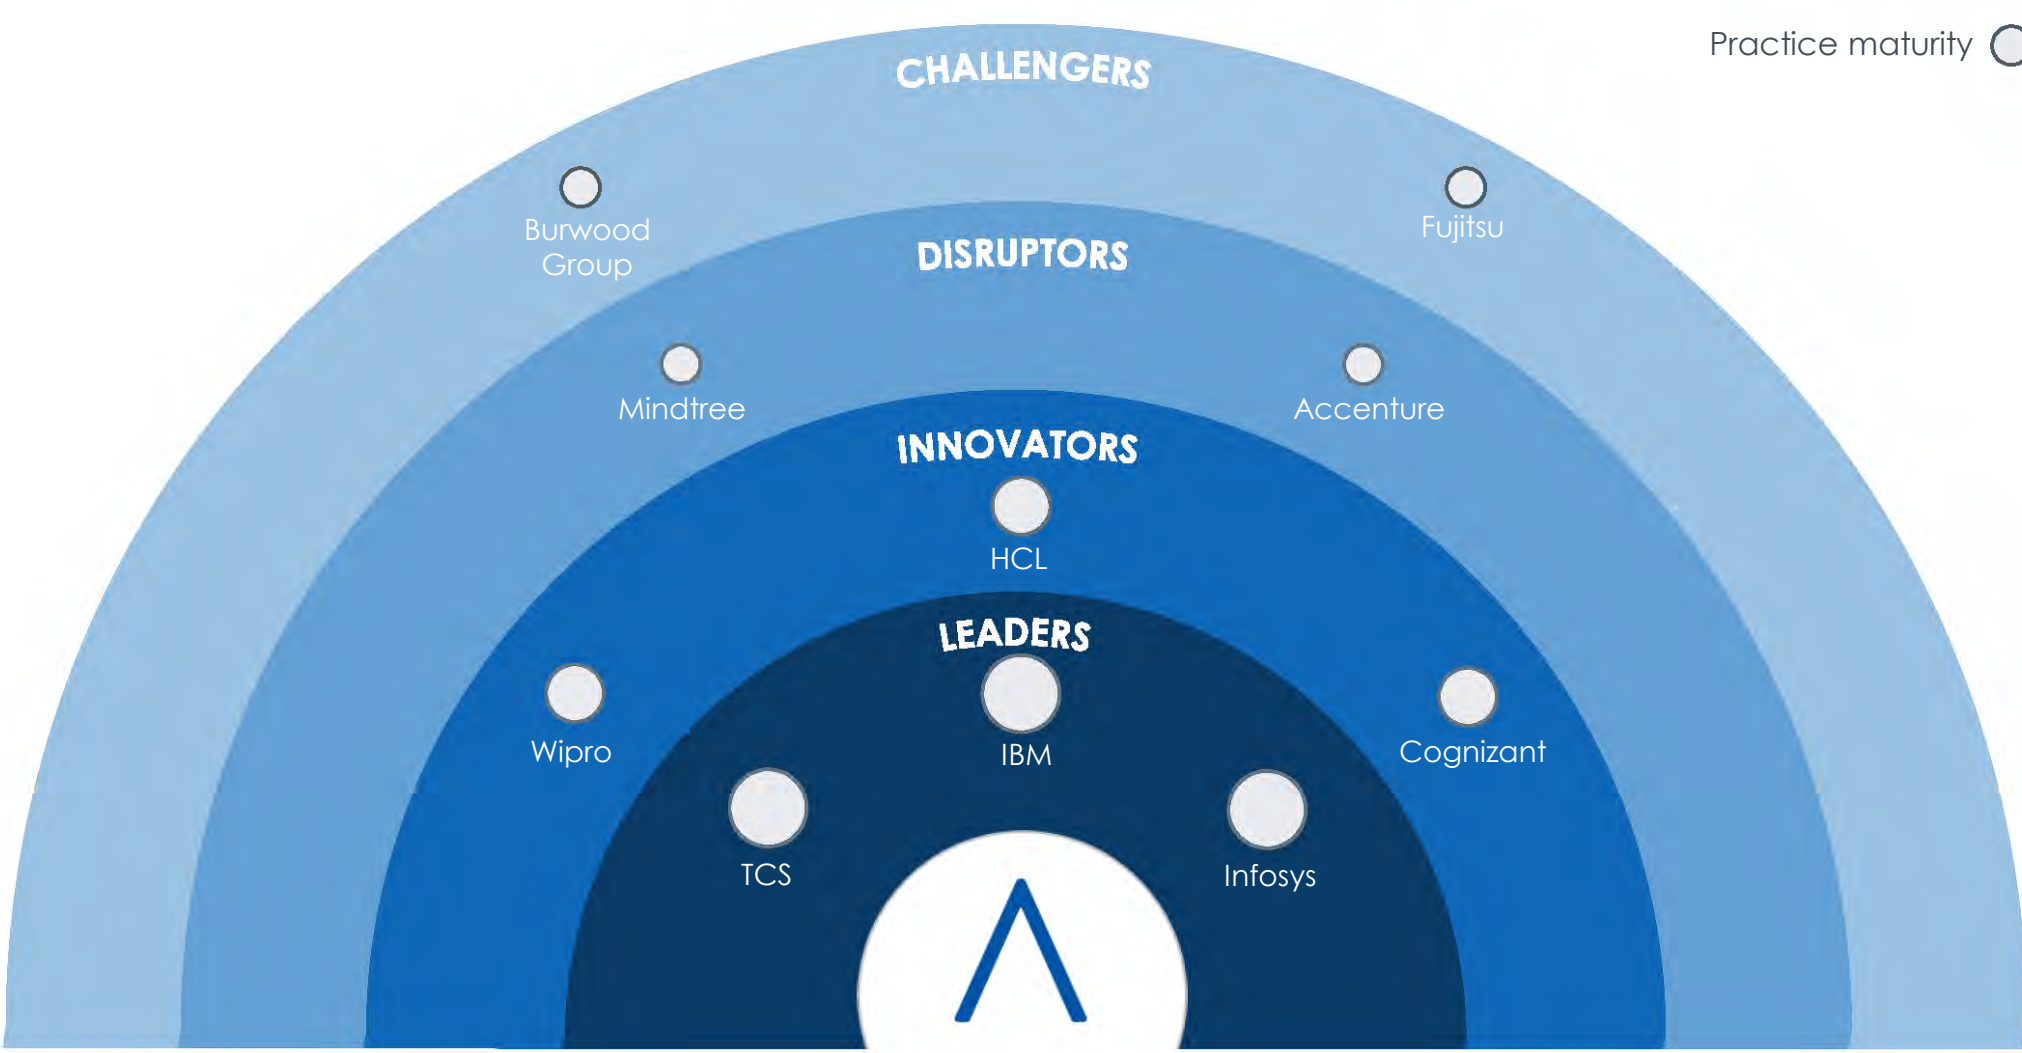 Practice maturity
CHALLENGERS
Burwood
Group
Fujitsu
DISRUPTORS
Mindtree
Accenture
INNOVATORS
HCL
LEADERS
Wipro
IBM
Cognizant
TCS
Infosys